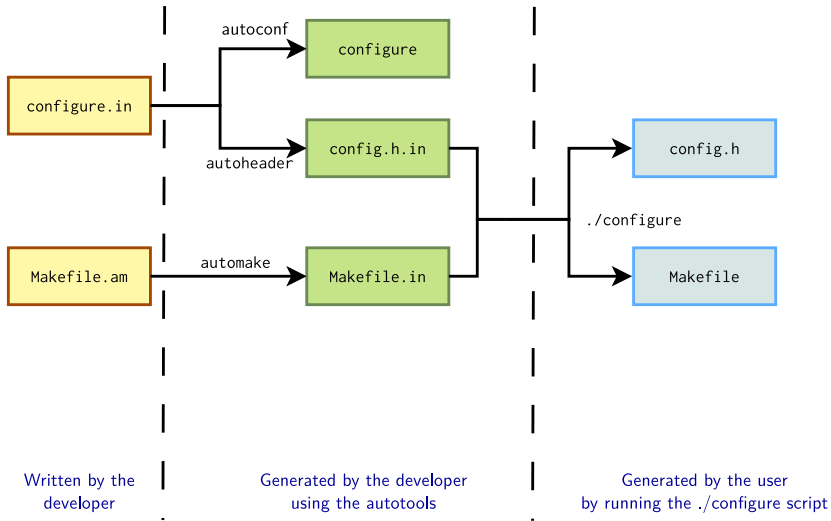 autoconf
configure
configure.in
config.h.in
config.h
autoheader
./configure
automake
Makefile.am
Makefile.in
Makefile
Written by the
developer
Generated by the developer
using the autotools
Generated by the user
by running the ./configure script